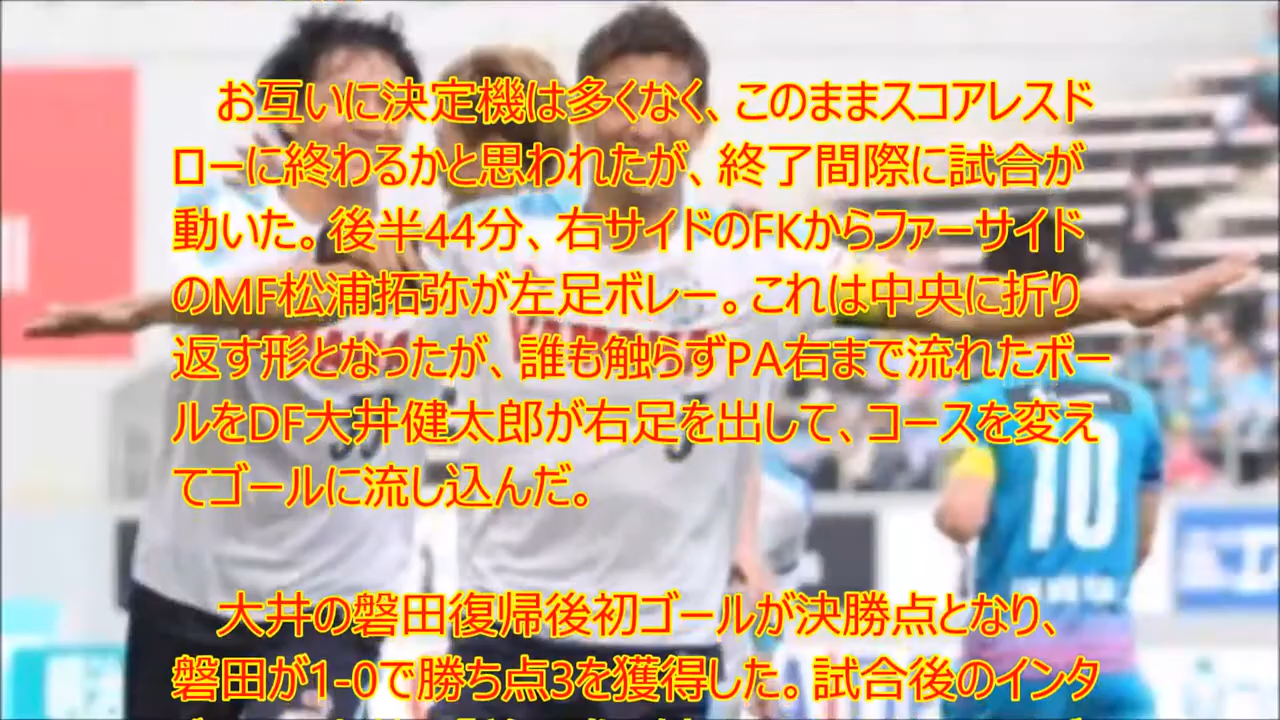 お互いに決定機は多くなく、このままスコアレスド
ローに終わるかと思われたが、終了間際に試合が
動いた。後半44分、右サイドのFKからファーサイド
のMF松浦拓弥が左足ボレー。これは中央に折り
返す形となったが、誰も触らずPA右まで流れたボー
ルをDF大井健太郎が右足を出して、コースを変え
てゴールに流し込んだ。
大井の磐田復帰後初ゴールが決勝点となり、
磐田が1-0で勝ち点3を獲得した。試合後のインタ
10